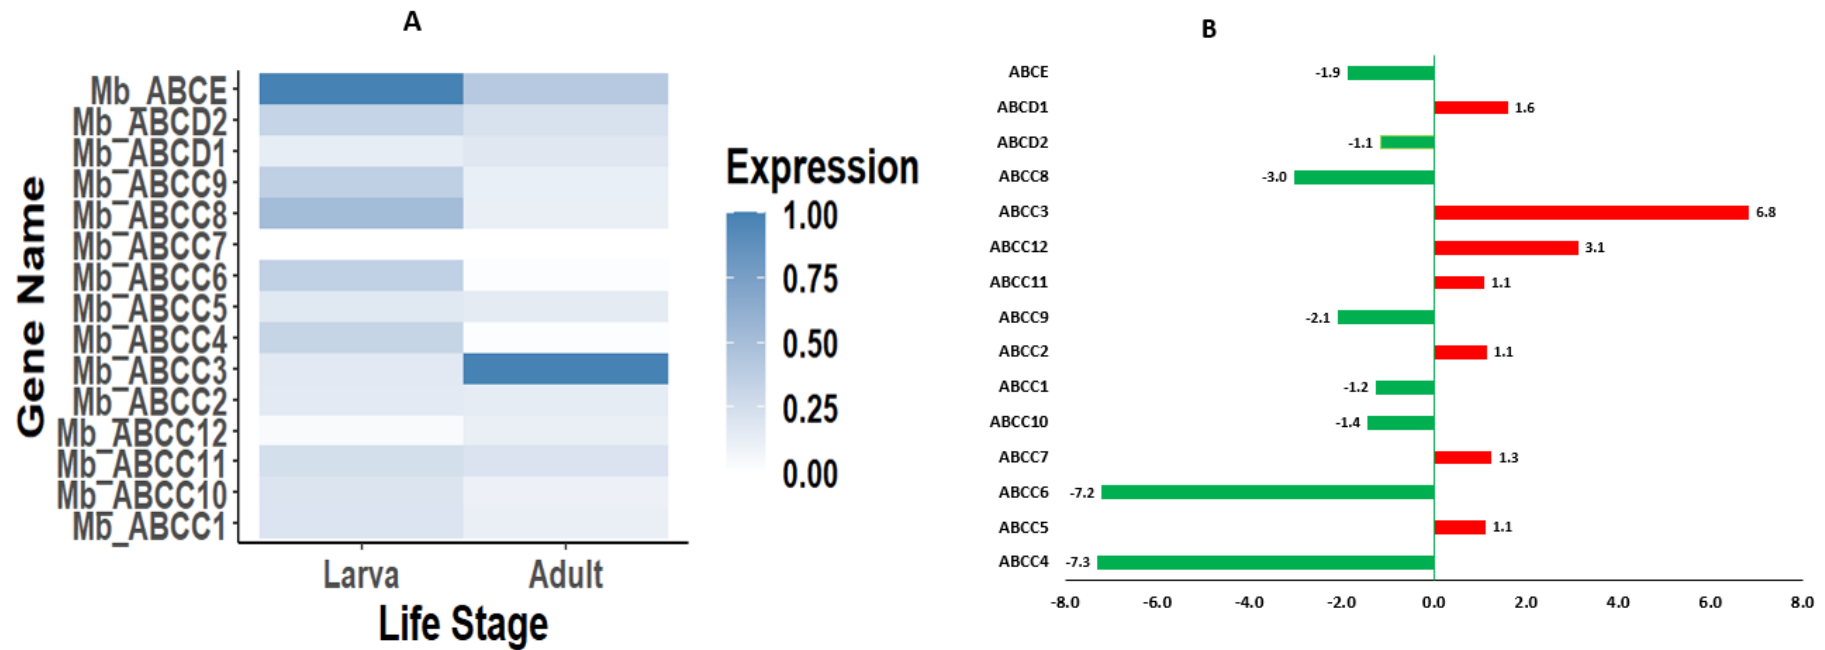 A
Gene Name
Mb_ABCE
Mb_ABCD2
Mb_ABCD1
Mb_ABCC9
Mb_ABCC8
Mb_ABCC7
Mb_ABCC6
Mb_ABCC5
Mb_ABCC4
Mb_ABCC3
Mb_ABCC2
Mb_ABCC12
Mb_ABCC11
Mb_ABCC10
Mb_ABCC1
Larva Adult
Life Stage
Expression
1.00
0.75
0.50
0.25
0.00
B
ABCE -1.9
ABCD1 1.6
ABCD2 -1.1
ABCC8 -3.0
ABCC3 6.8
ABCC12 3.1
ABCC11 1.1
ABCC9 -2.1
ABCC2 1.1
ABCC1 -1.2
ABCC10 -1.4
ABCC7 1.3
ABCC6 -7.2
ABCC5 1.1
ABCC4 -7.3
-8.0 -6.0 -4.0 -2.0 0.0 2.0 4.0 6.0 8.0